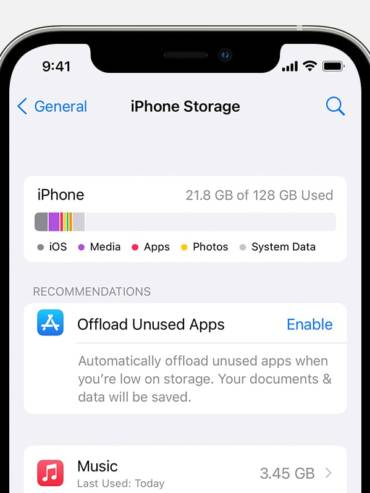 9:41
General
iPhone Storage
iPhone
21.8 GB of 128 GB Used
iOS
Media
Apps
Photos
System Data
RECOMMENDATIONS
Offload Unused Apps
Enable
Automatically offload unused apps when
you’re low on storage. Your documents &
data will be saved.
Music
3.45 GB
Last Used: Today